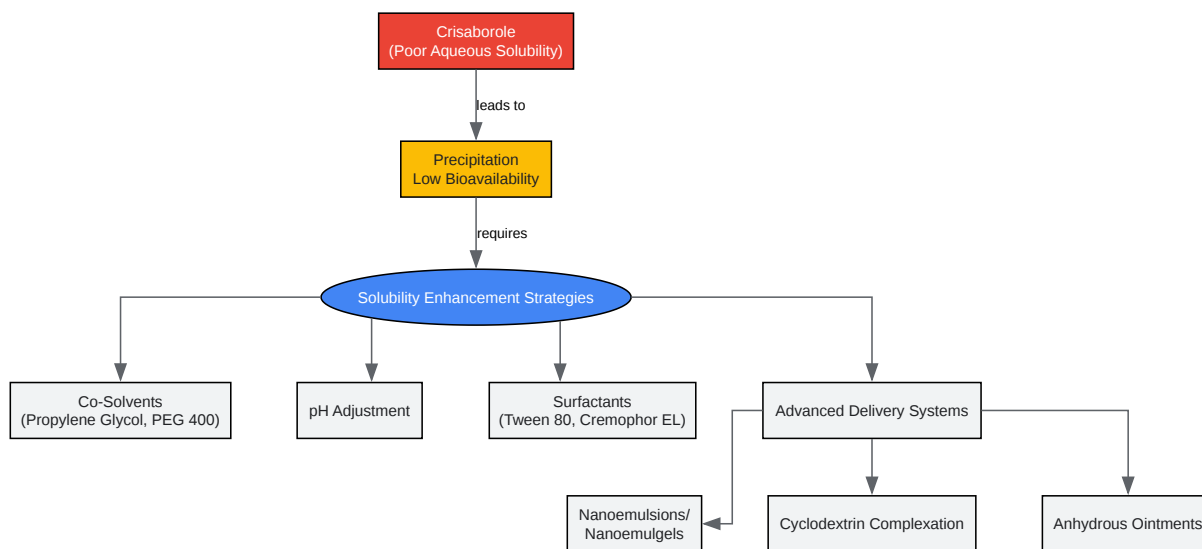 Crisaborole
(Poor Aqueous Solubility)
leads to
Precipitation
Low Bioavailability
requires
Solubility Enhancement Strategies
Co-Solvents
(Propylene Glycol, PEG 400)
pH Adjustment
Surfactants
(Tween 80, Cremophor EL)
Advanced Delivery Systems
Nanoemulsions/
Nanoemulgels
Cyclodextrin Complexation
Anhydrous Ointments